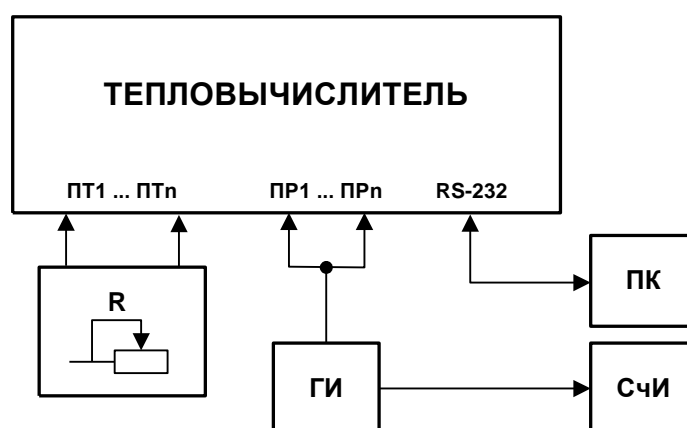 ТЕПЛОВЫЧИСЛИТЕЛЬ
ПТ1 ... ПТn ПР1 ... ПРn RS-232
R
ПК
ГИ
СчИ